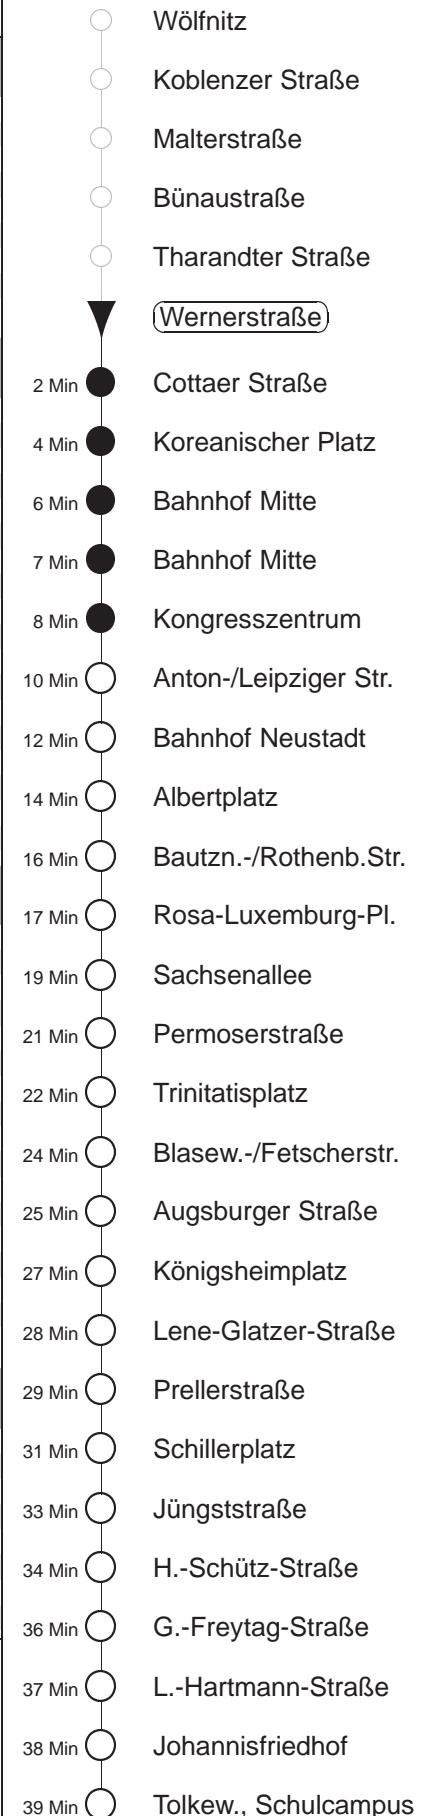 Wölfnitz
Koblenzer Straße
Malterstraße
Bünaustraße
Tharandter Straße
Wernerstraße
2 Min Cottaer Straße
4 Min Koreanischer Platz
6 Min Bahnhof Mitte
7 Min Bahnhof Mitte
8 Min Kongresszentrum
10 Min Anton-/Leipziger Str.
12 Min Bahnhof Neustadt
14 Min Albertplatz
16 Min Bautzn.-/Rothenb.Str.
17 Min Rosa-Luxemburg-Pl.
19 Min Sachsenallee
21 Min Permoserstraße
22 Min Trinitatisplatz
24 Min Blasew.-/Fetscherstr.
25 Min Augsburger Straße
27 Min Königsheimplatz
28 Min Lene-Glatzer-Straße
29 Min Prellerstraße
31 Min Schillerplatz
33 Min Jüngststraße
34 Min H.-Schütz-Straße
36 Min G.-Freytag-Straße
37 Min L.-Hartmann-Straße
38 Min Johannisfriedhof
39 Min Tolkew., Schulcampus